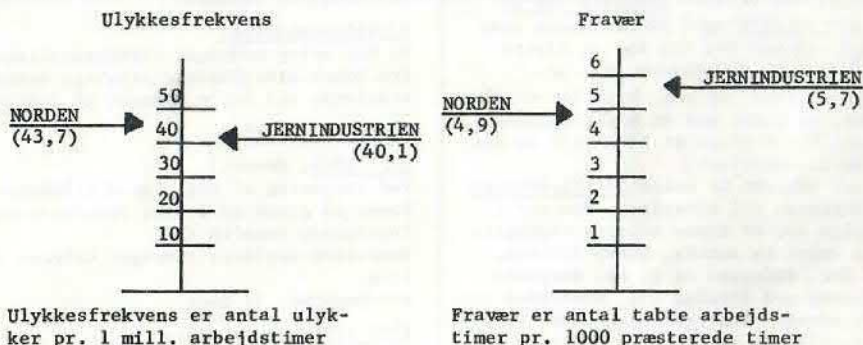 Ulykkesfrekvens
50
40
30
20
10
NORDEN
(43,7)
JERNINDUSTRIEN
(40,1)
Ulykkesfrekvens er antal ulyk-
ker pr. 1 mill. arbejdstimer
Fravær
6
5
4
3
2
1
NORDEN
(4,9)
JERNINDUSTRIEN
(5,7)
Fravær er antal tabte arbejds-
timer pr. 1000 præsterede timer